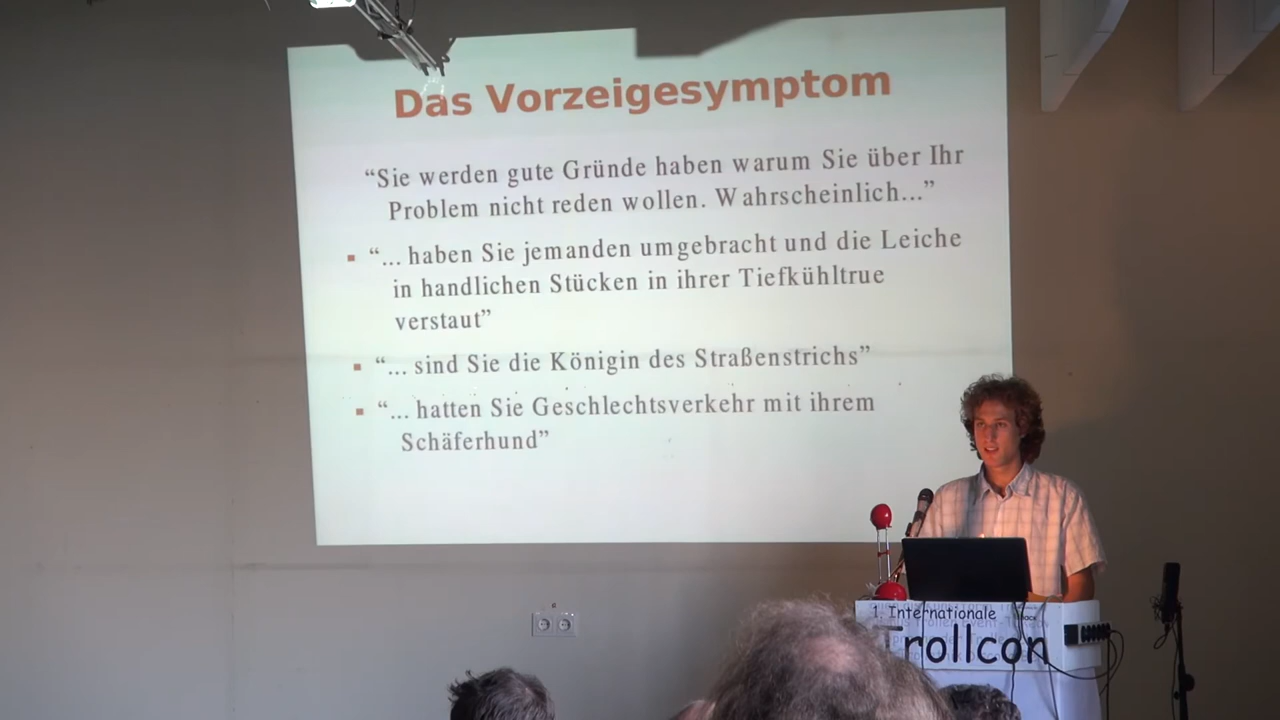 Das Vorzeigesymptom
“Sie werden gute Gründe haben warum Sie über Ihr
Problem nicht reden wollen. Wahrscheinlich...”
“... haben Sie jemanden umgebracht und die Leiche
in handlichen Stücken in ihrer Tiefkühltrue
verstaut”
“... sind Sie die Königin des Straßenstrichs”
“... hatten Sie Geschlechtsverkehr mit ihrem
Schäferhund”
1. Internationale
rollcon